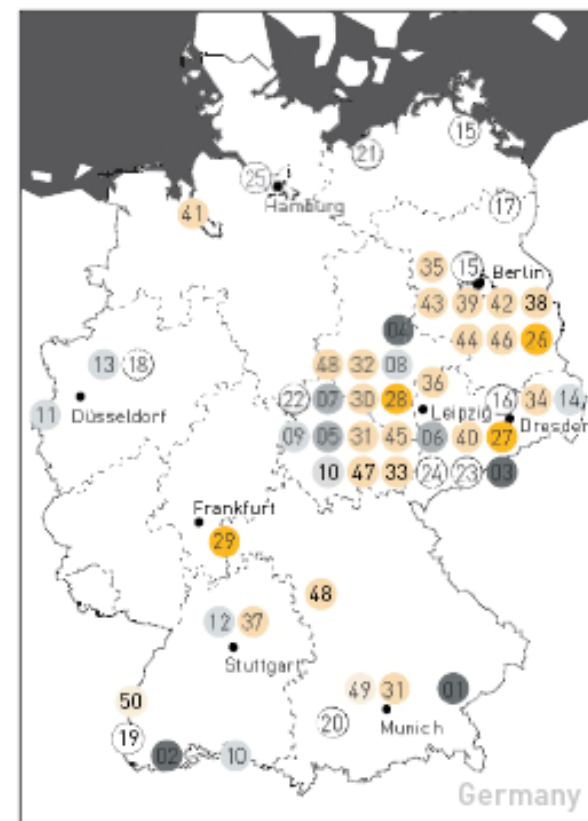 15
21
25
Hamburg
17
41
35 15 Berlin
43 39 42 38
04
44 46 26
13 18
48 32 08
36
22 07 30 28
16 34 14
11
Düsseldorf
Leipzig
Dresden
09 05 31 45 06 40 27
10 47 33 24 23 03
Frankfurt
29
48
12 37
Stuttgart
49 31 01
50
20
Munich
19
02 10
Germany